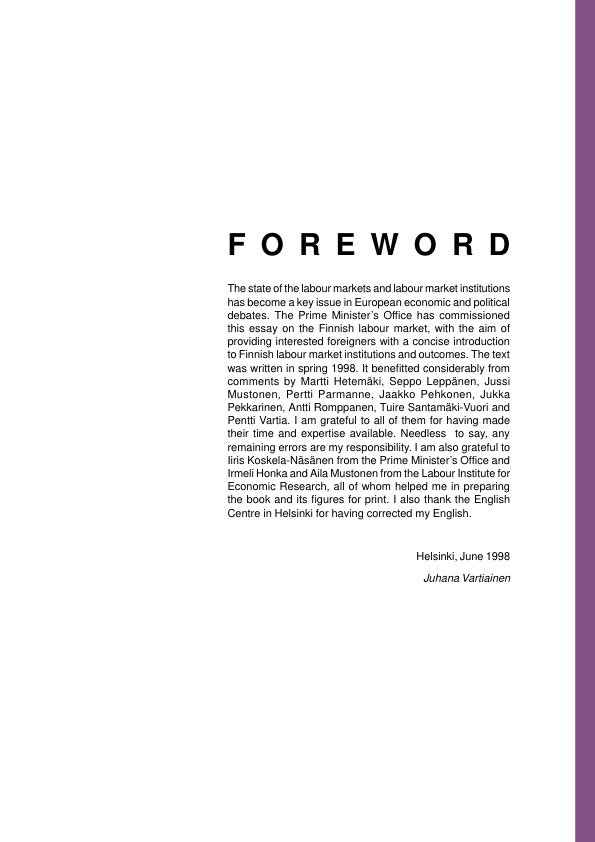 FOREWORD
The state of the labour markets and labour market institutions
has become a key issue in European economic and political
debates. The Prime Minister’s Office has commissioned
this essay on the Finnish labour market, with the aim of
providing interested foreigners with a concise introduction
to Finnish labour market institutions and outcomes. The text
was written in spring 1998. It benefitted considerably from
comments by Martti Hetemäki, Seppo Leppänen, Jussi
Mustonen, Pertti Parmanne, Jaakko Pehkonen, Jukka
Pekkarinen, Antti Romppanen, Tuire Santamäki-Vuori and
Pentti Vartia. I am grateful to all of them for having made
their time and expertise available. Needless to say, any
remaining errors are my responsibility. I am also grateful to
Iiris Koskela-Näsänen from the Prime Minister’s Office and
Irmeli Honka and Aila Mustonen from the Labour Institute for
Economic Research, all of whom helped me in preparing
the book and its figures for print. I also thank the English
Centre in Helsinki for having corrected my English.
Helsinki, June 1998
Juhana Vartiainen